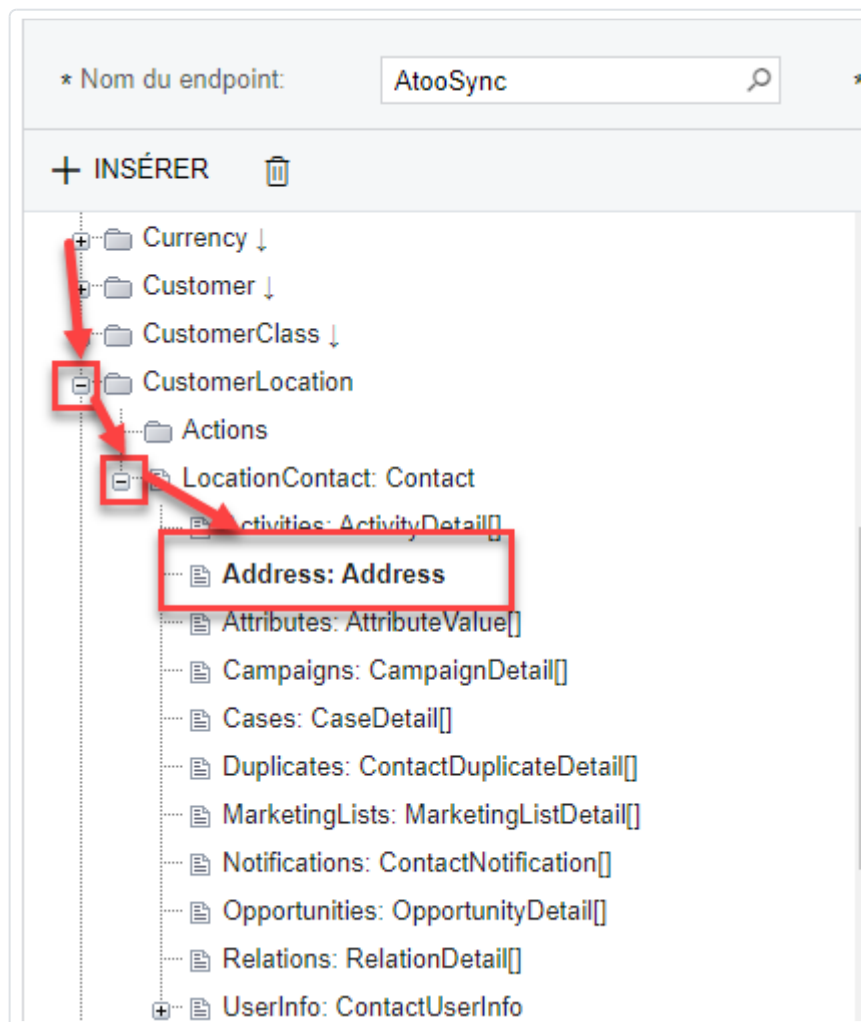 * Nom du endpoint: AtooSync *
+ INSÉRER
Currency ↓
Customer ↓
CustomerClass ↓
CustomerLocation
Actions
LocationContact: Contact
Activities: ActivityDetail[]
Address: Address
Attributes: AttributeValue[]
Campaigns: CampaignDetail[]
Cases: CaseDetail[]
Duplicates: ContactDuplicateDetail[]
MarketingLists: MarketingListDetail[]
Notifications: ContactNotification[]
Opportunities: OpportunityDetail[]
Relations: RelationDetail[]
UserInfo: ContactUserInfo